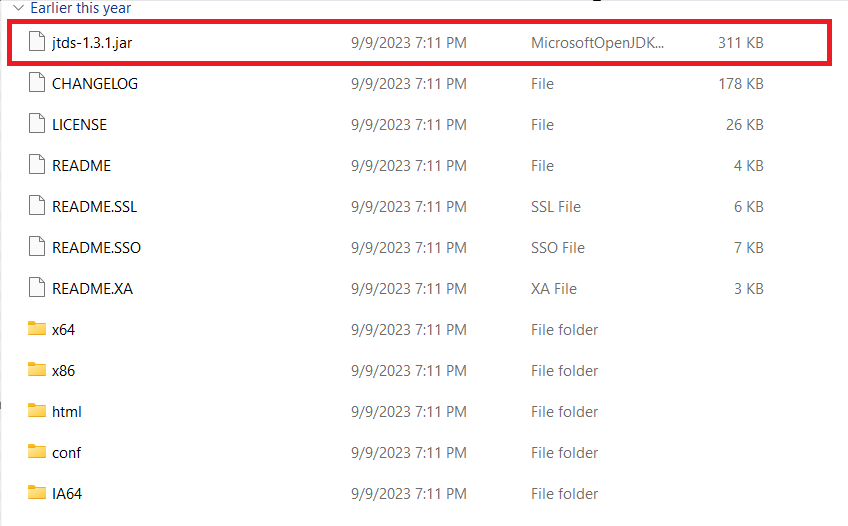 Earlier this year
jtds-1.3.1.jar 9/9/2023 7:11 PM MicrosoftOpenJDK... 311 KB
CHANGELOG 9/9/2023 7:11 PM File 178 KB
LICENSE 9/9/2023 7:11 PM File 26 KB
README 9/9/2023 7:11 PM File 4 KB
README.SSL 9/9/2023 7:11 PM SSL File 6 KB
README.SSO 9/9/2023 7:11 PM SSO File 7 KB
README.XA 9/9/2023 7:11 PM XA File 3 KB
x64 9/9/2023 7:11 PM File folder
x86 9/9/2023 7:11 PM File folder
html 9/9/2023 7:11 PM File folder
conf 9/9/2023 7:11 PM File folder
IA64 9/9/2023 7:11 PM File folder